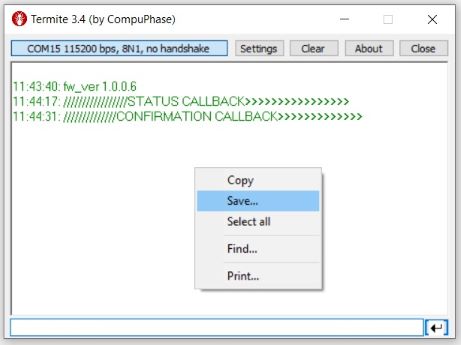 Termite 3.4 (by CompuPhase)
COM15 115200 bps, 8N1, no handshake Settings Clear About Close
11:43:40: fw_ver 1.0.0.6
11:44:17: /////////////////STATUS CALLBACK>>>>>>>>>>>>>>>>>
11:44:31: //////////////CONFIRMATION CALLBACK>>>>>>>>>>>>>>
Copy
Save...
Select all
Find...
Print...